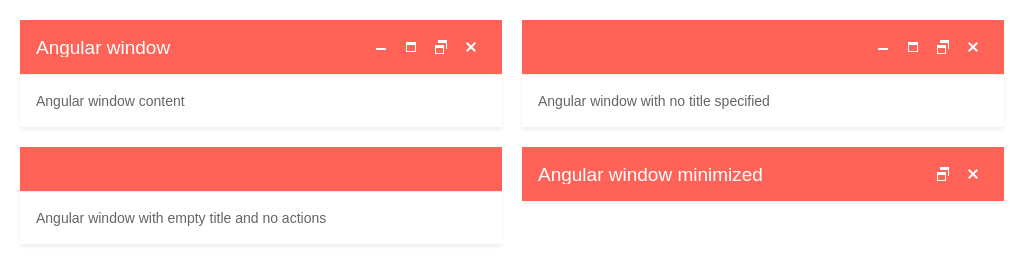 Angular window
Angular window content
Angular window with no title specified
Angular window with empty title and no actions
Angular window minimized